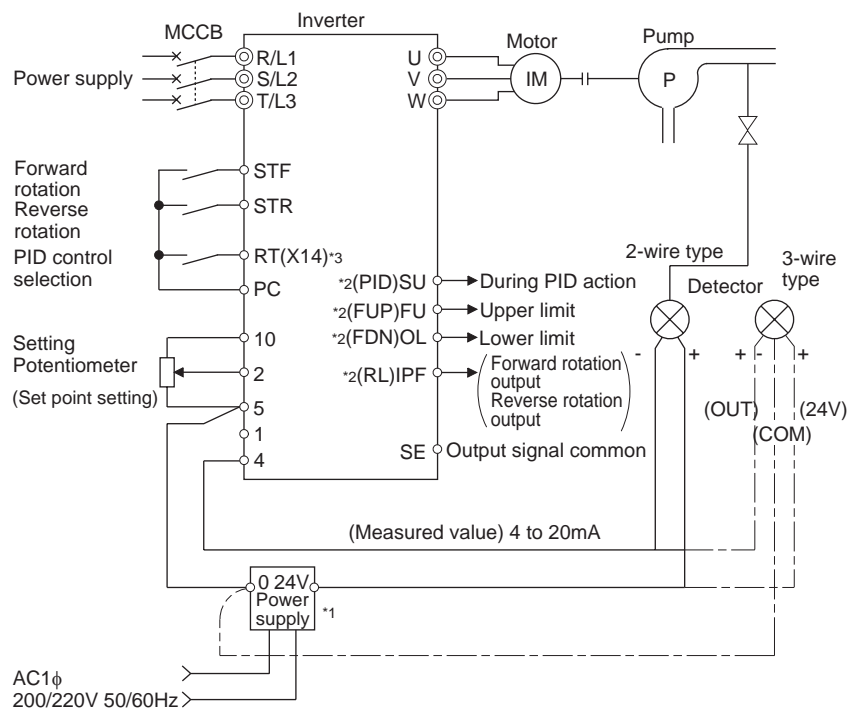 Inverter
MCCB
Power supply
R/L1
S/L2
T/L3
U
V
W
Motor
IM
Pump
P
Forward
rotation
Reverse
rotation
PID control
selection
STF
STR
RT(X14)*3
PC
*2(PID)SU
During PID action
*2(FUP)FU
Upper limit
*2(FDN)OL
Lower limit
*2(RL)IPF
Forward rotation
output
Reverse rotation
output
SE
Output signal common
2-wire type
Detector
3-wire
type
- +
+ - +
(OUT)
(COM)
(24V)
Setting
Potentiometer
(Set point setting)
10
2
5
1
4
(Measured value) 4 to 20mA
0 24V
Power
supply
*1
AC1ϕ
200/220V 50/60Hz